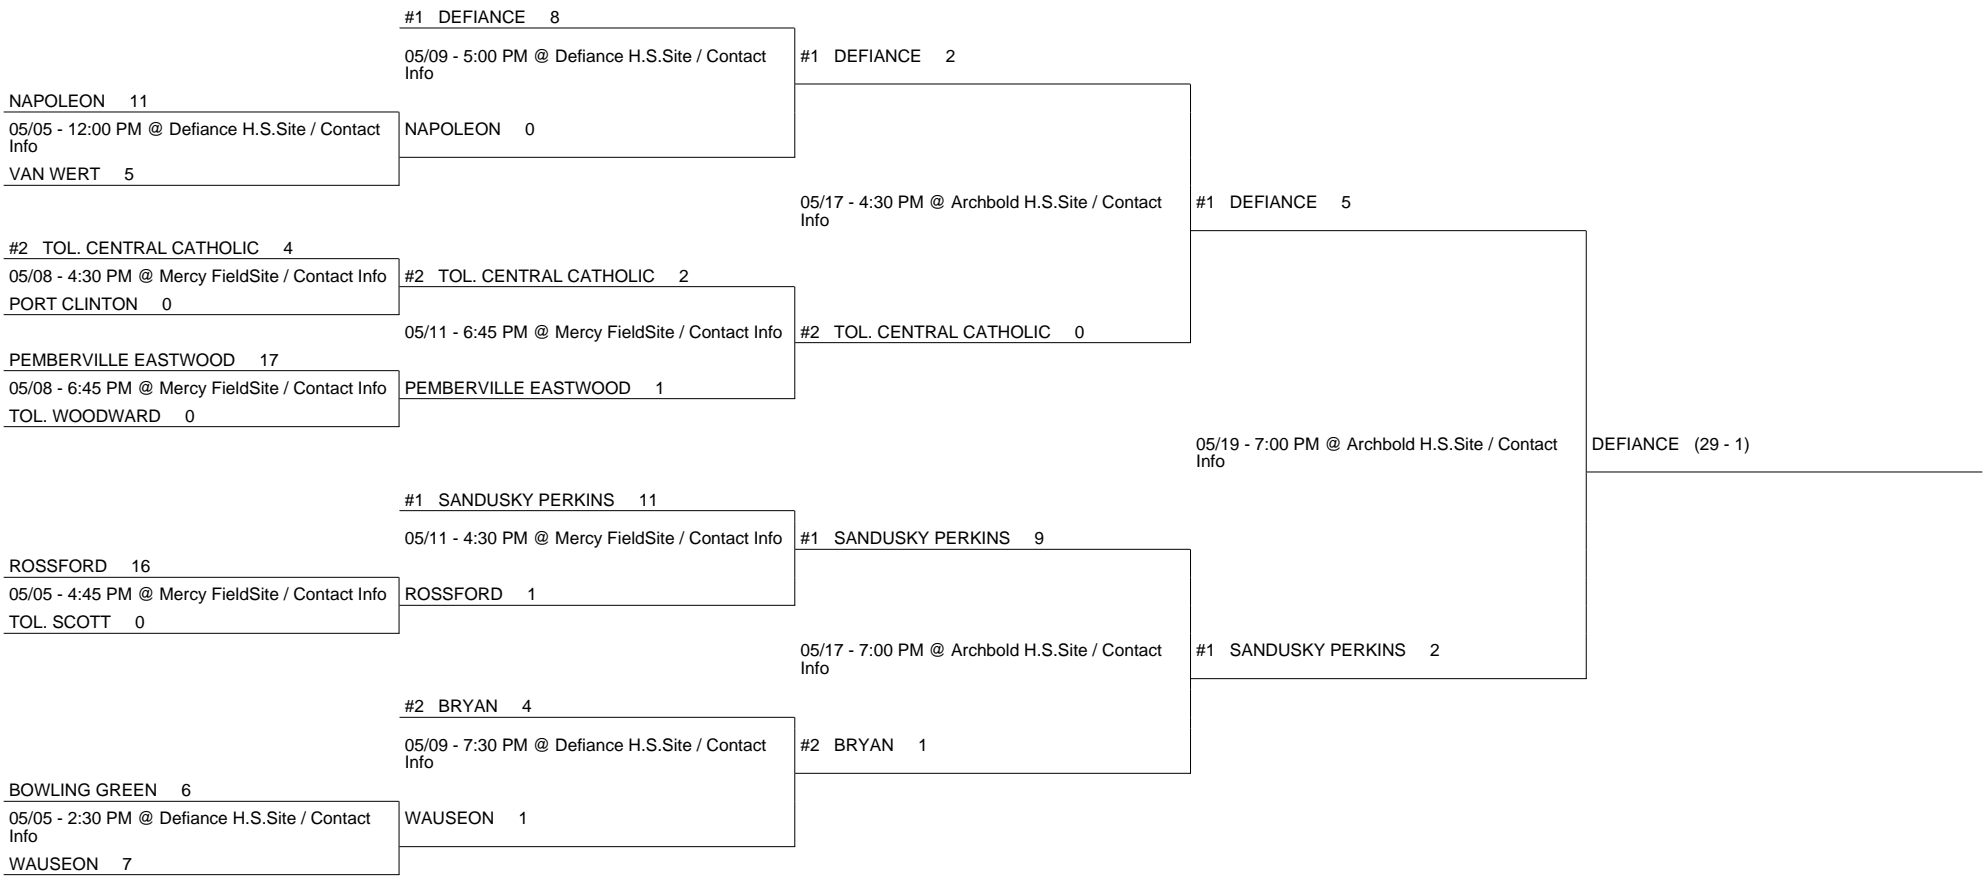 #1 DEFIANCE 8
05/09 - 5:00 PM @ Defiance H.S.Site / Contact
Info
#1 DEFIANCE 2
NAPOLEON 11
05/05 - 12:00 PM @ Defiance H.S.Site / Contact
Info
VAN WERT 5
NAPOLEON 0
05/17 - 4:30 PM @ Archbold H.S.Site / Contact
Info
#1 DEFIANCE 5
#2 TOL. CENTRAL CATHOLIC 4
05/08 - 4:30 PM @ Mercy FieldSite / Contact Info
PORT CLINTON 0
#2 TOL. CENTRAL CATHOLIC 2
05/11 - 6:45 PM @ Mercy FieldSite / Contact Info
#2 TOL. CENTRAL CATHOLIC 0
PEMBERVILLE EASTWOOD 17
05/08 - 6:45 PM @ Mercy FieldSite / Contact Info
TOL. WOODWARD 0
PEMBERVILLE EASTWOOD 1
05/19 - 7:00 PM @ Archbold H.S.Site / Contact
Info
DEFIANCE (29 - 1)
#1 SANDUSKY PERKINS 11
05/11 - 4:30 PM @ Mercy FieldSite / Contact Info
#1 SANDUSKY PERKINS 9
ROSSFORD 16
05/05 - 4:45 PM @ Mercy FieldSite / Contact Info
TOL. SCOTT 0
ROSSFORD 1
05/17 - 7:00 PM @ Archbold H.S.Site / Contact
Info
#1 SANDUSKY PERKINS 2
#2 BRYAN 4
05/09 - 7:30 PM @ Defiance H.S.Site / Contact
Info
#2 BRYAN 1
BOWLING GREEN 6
05/05 - 2:30 PM @ Defiance H.S.Site / Contact
Info
WAUSEON 7
WAUSEON 1